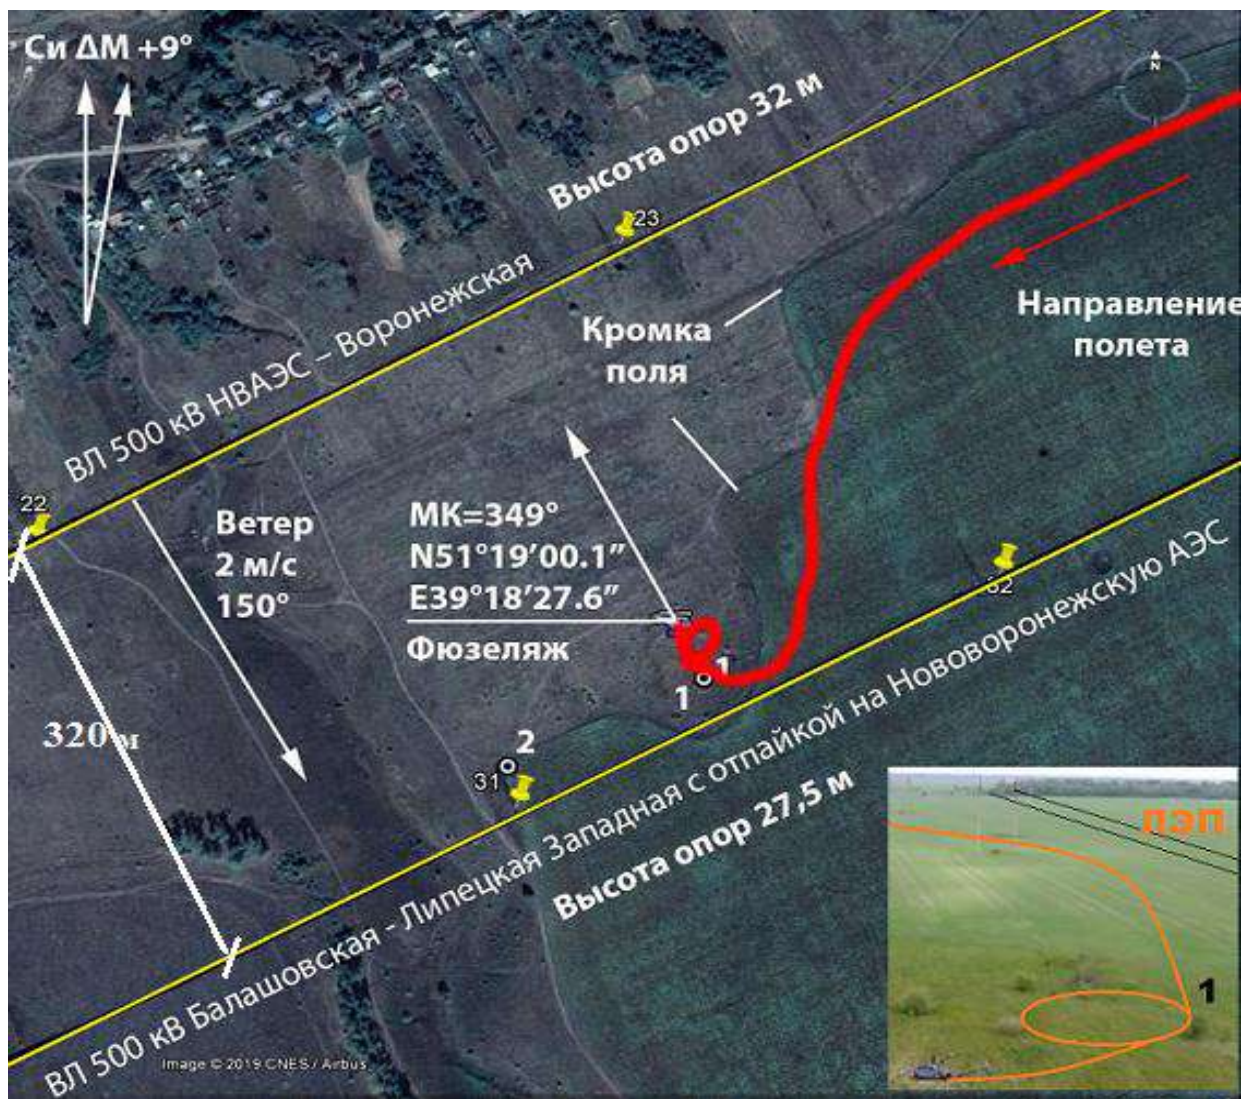 Си ΔМ +9°
N
Высота опор 32 м
23
ВЛ 500 кВ НВАЭС – Воронежская
Направление
полета
Кромка
поля
22
Ветер
2 м/с
150°
МК=349°
N51°19’00.1”
E39°18’27.6”
Фюзеляж
32
1
1
320 м
2
31
ВЛ 500 кВ Балашовская - Липецкая Западная с отпайкой на Нововоронежскую АЭС
Высота опор 27,5 м
ПЭП
1
Image © 2019 CNES / Airbus